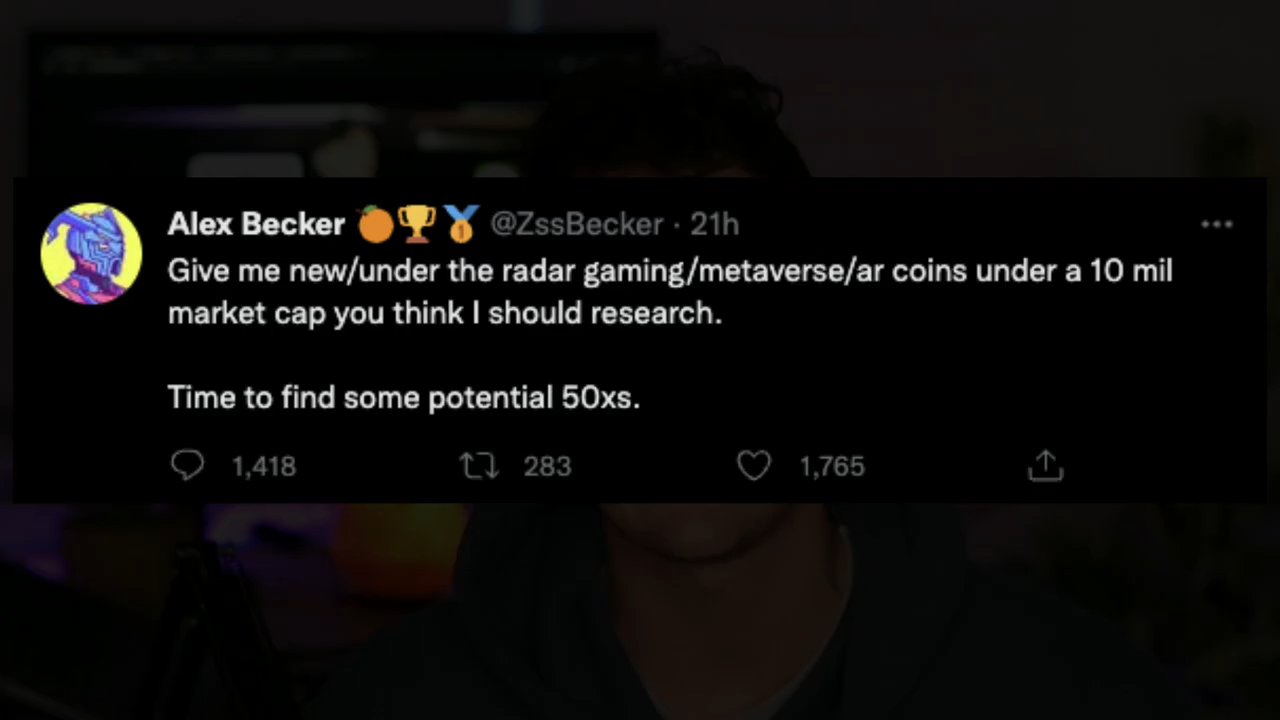 Alex Becker 🍊🏆🥇 @ZssBecker · 21h
Give me new/under the radar gaming/metaverse/ar coins under a 10 mil
market cap you think I should research.
Time to find some potential 50xs.
1,418 283 1,765